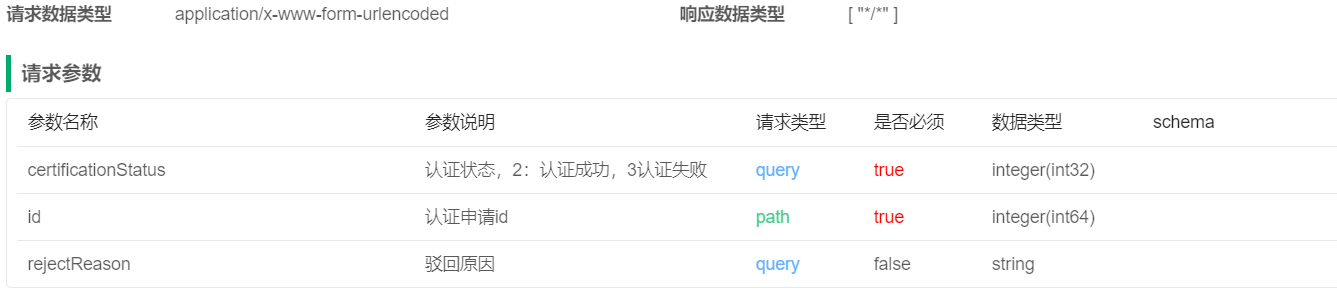 请求数据类型 application/x-www-form-urlencoded 响应数据类型 [ "*/*" ]
请求参数
参数名称 参数说明 请求类型 是否必须 数据类型 schema
certificationStatus 认证状态，2：认证成功，3认证失败 query true integer(int32)
id 认证申请id path true integer(int64)
rejectReason 驳回原因 query false string